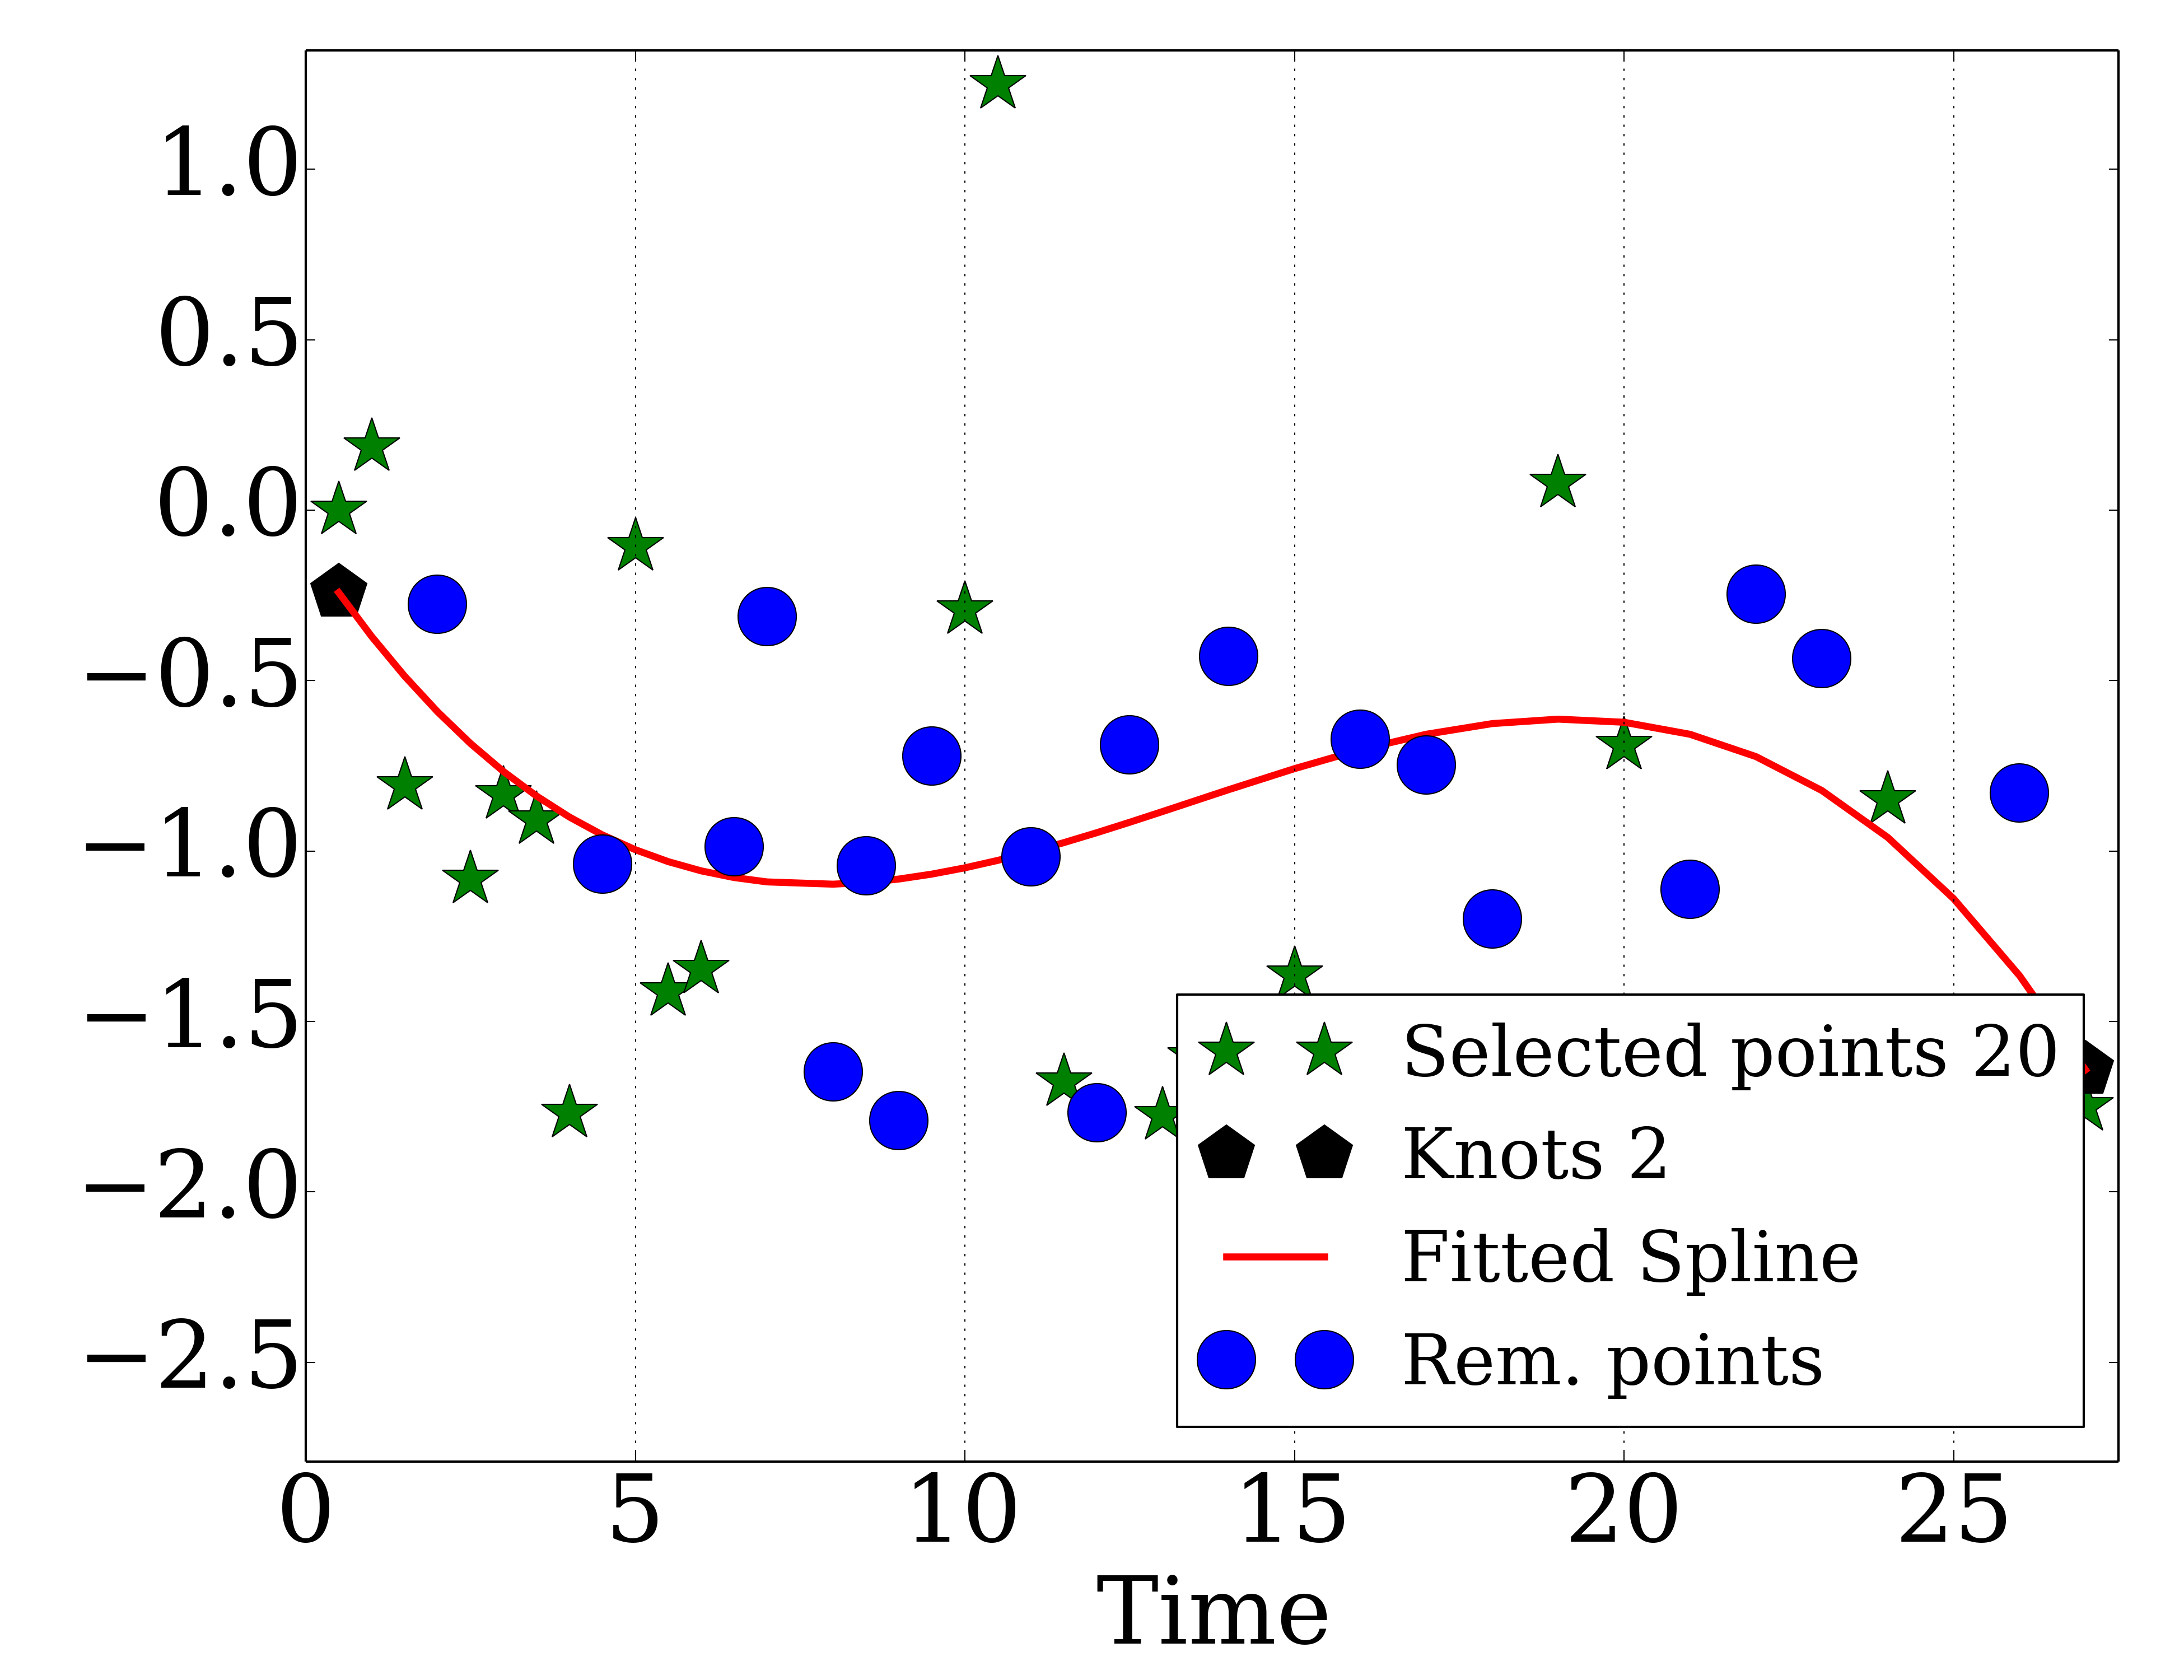 1.0
0.5
0.0
−0.5
−1.0
−1.5
−2.0
−2.5
Selected points 20
Knots 2
Fitted Spline
Rem. points
0 5 10 15 20 25
Time